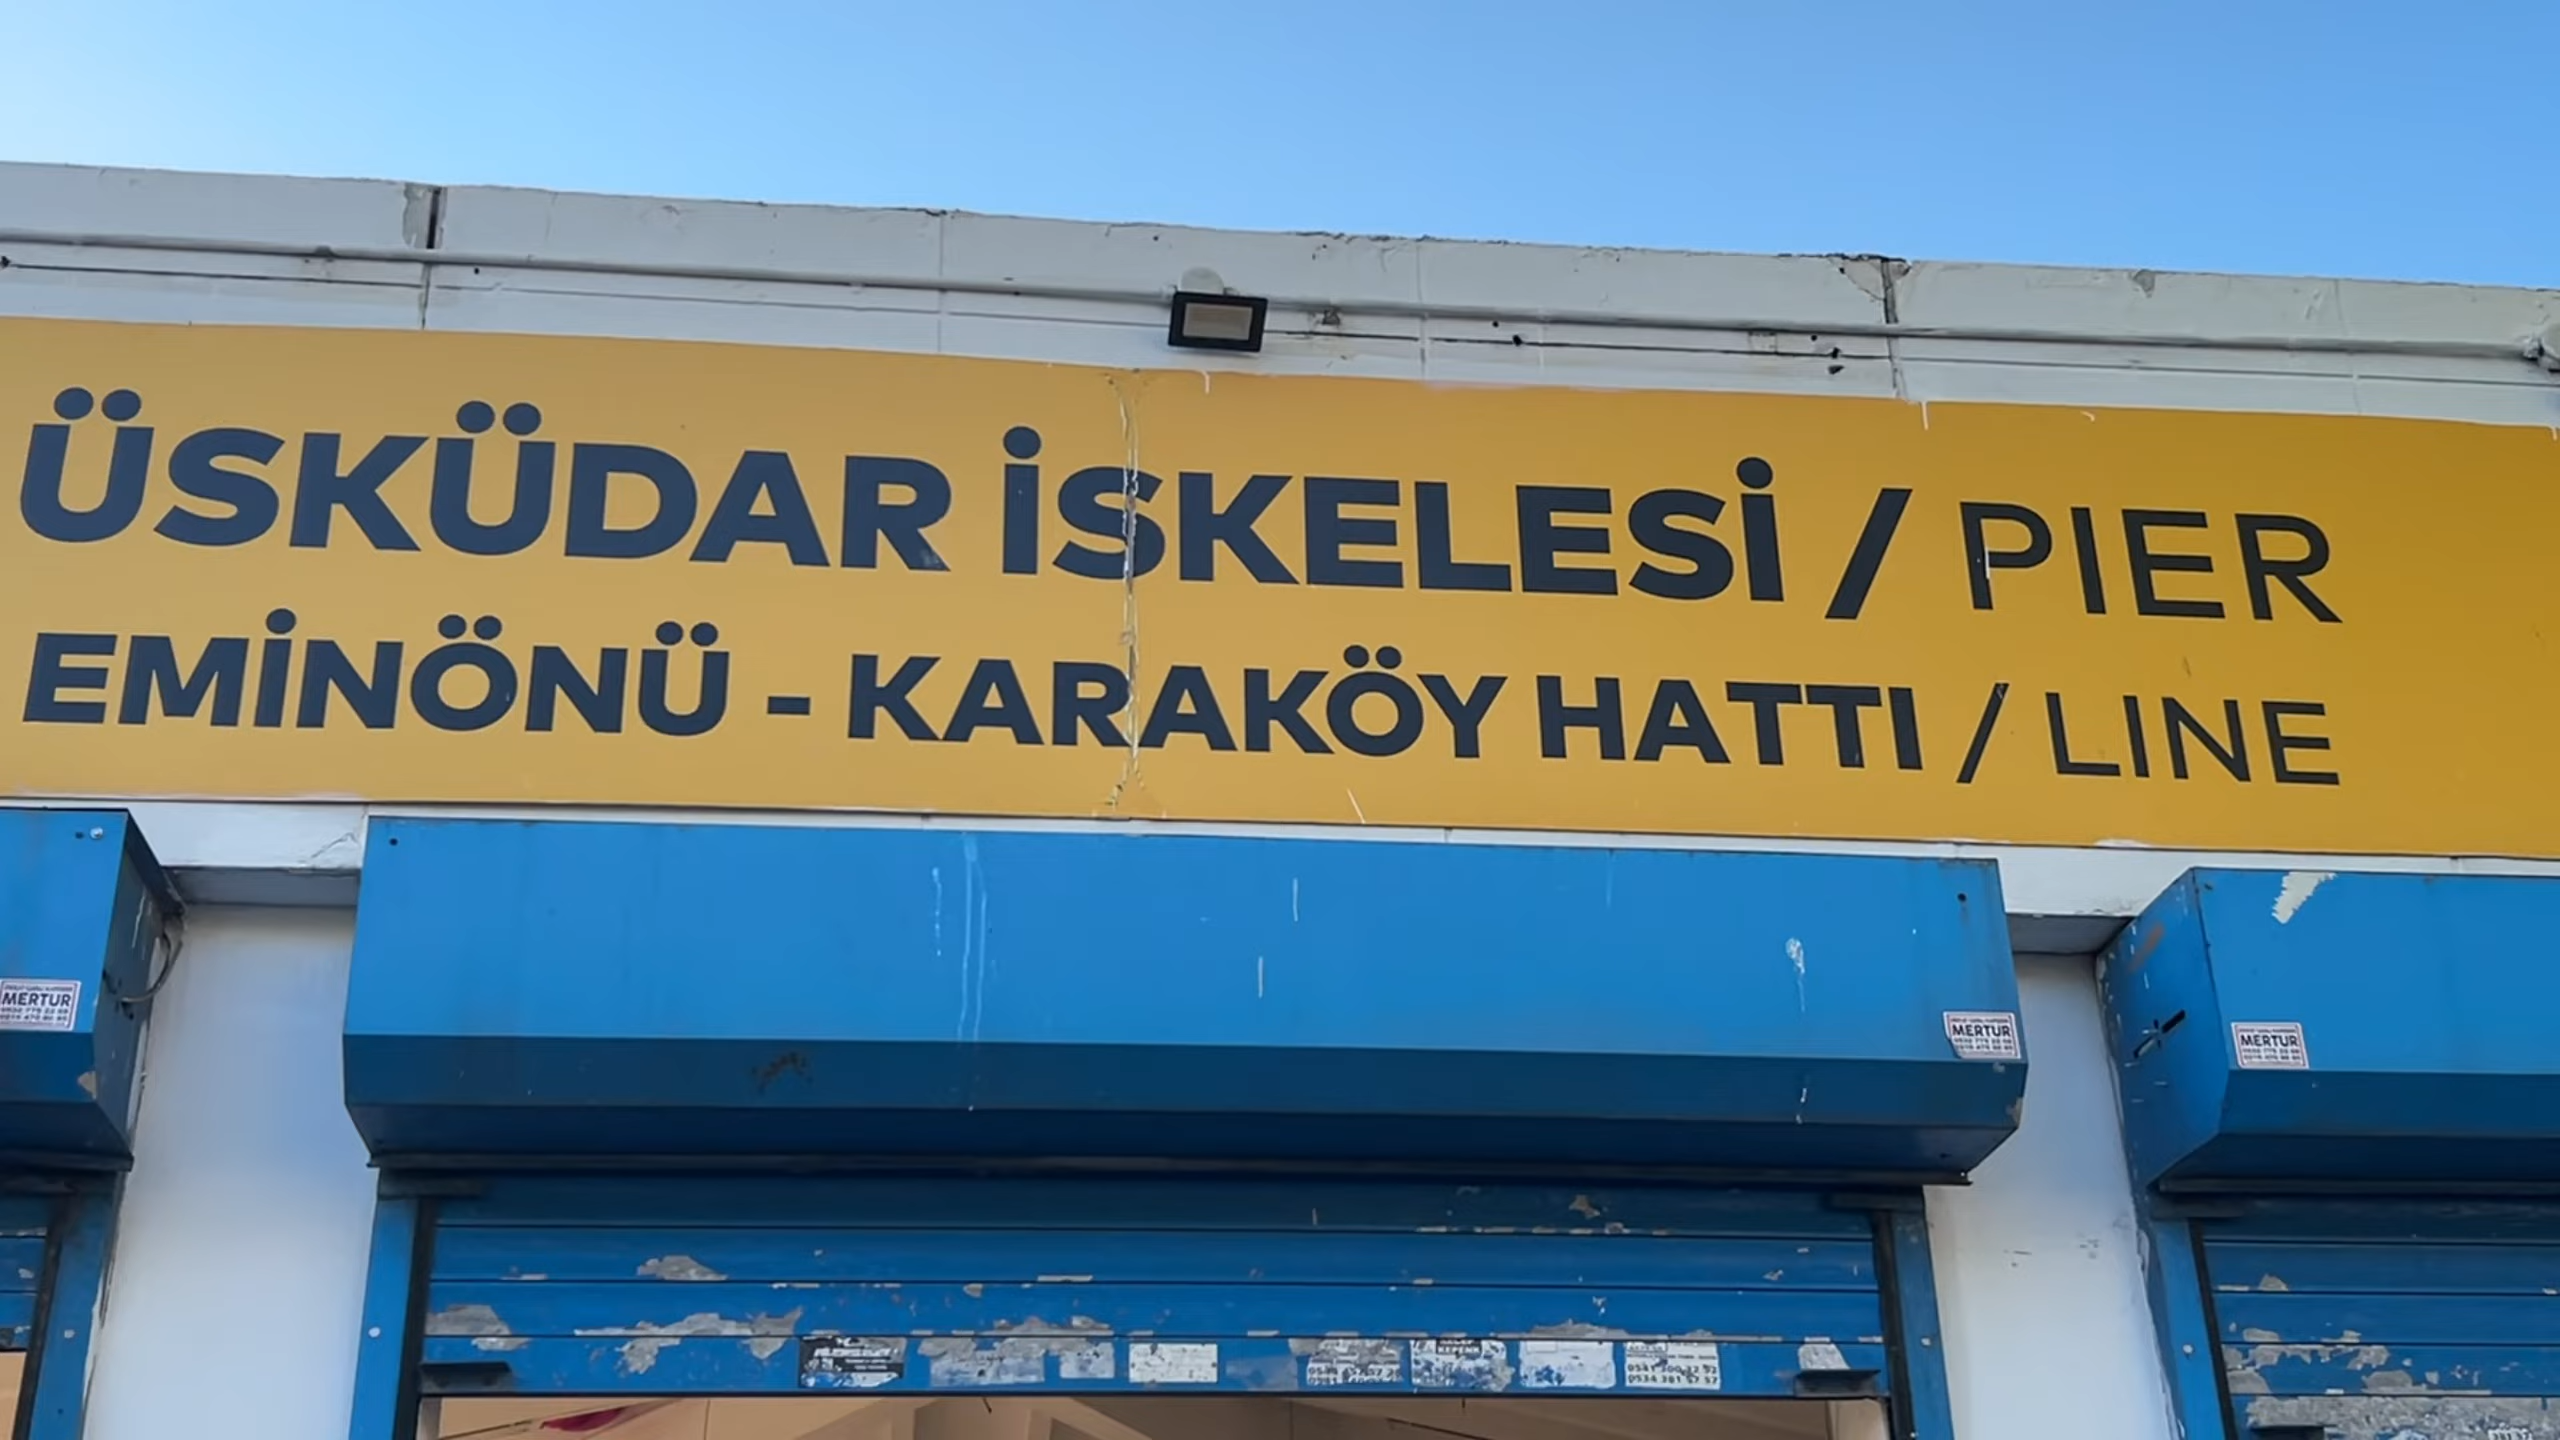 ÜSKÜDAR İSKELESİ / PIER
EMİNÖNÜ - KARAKÖY HATTI / LINE
MERTUR
MERTUR
MERTUR